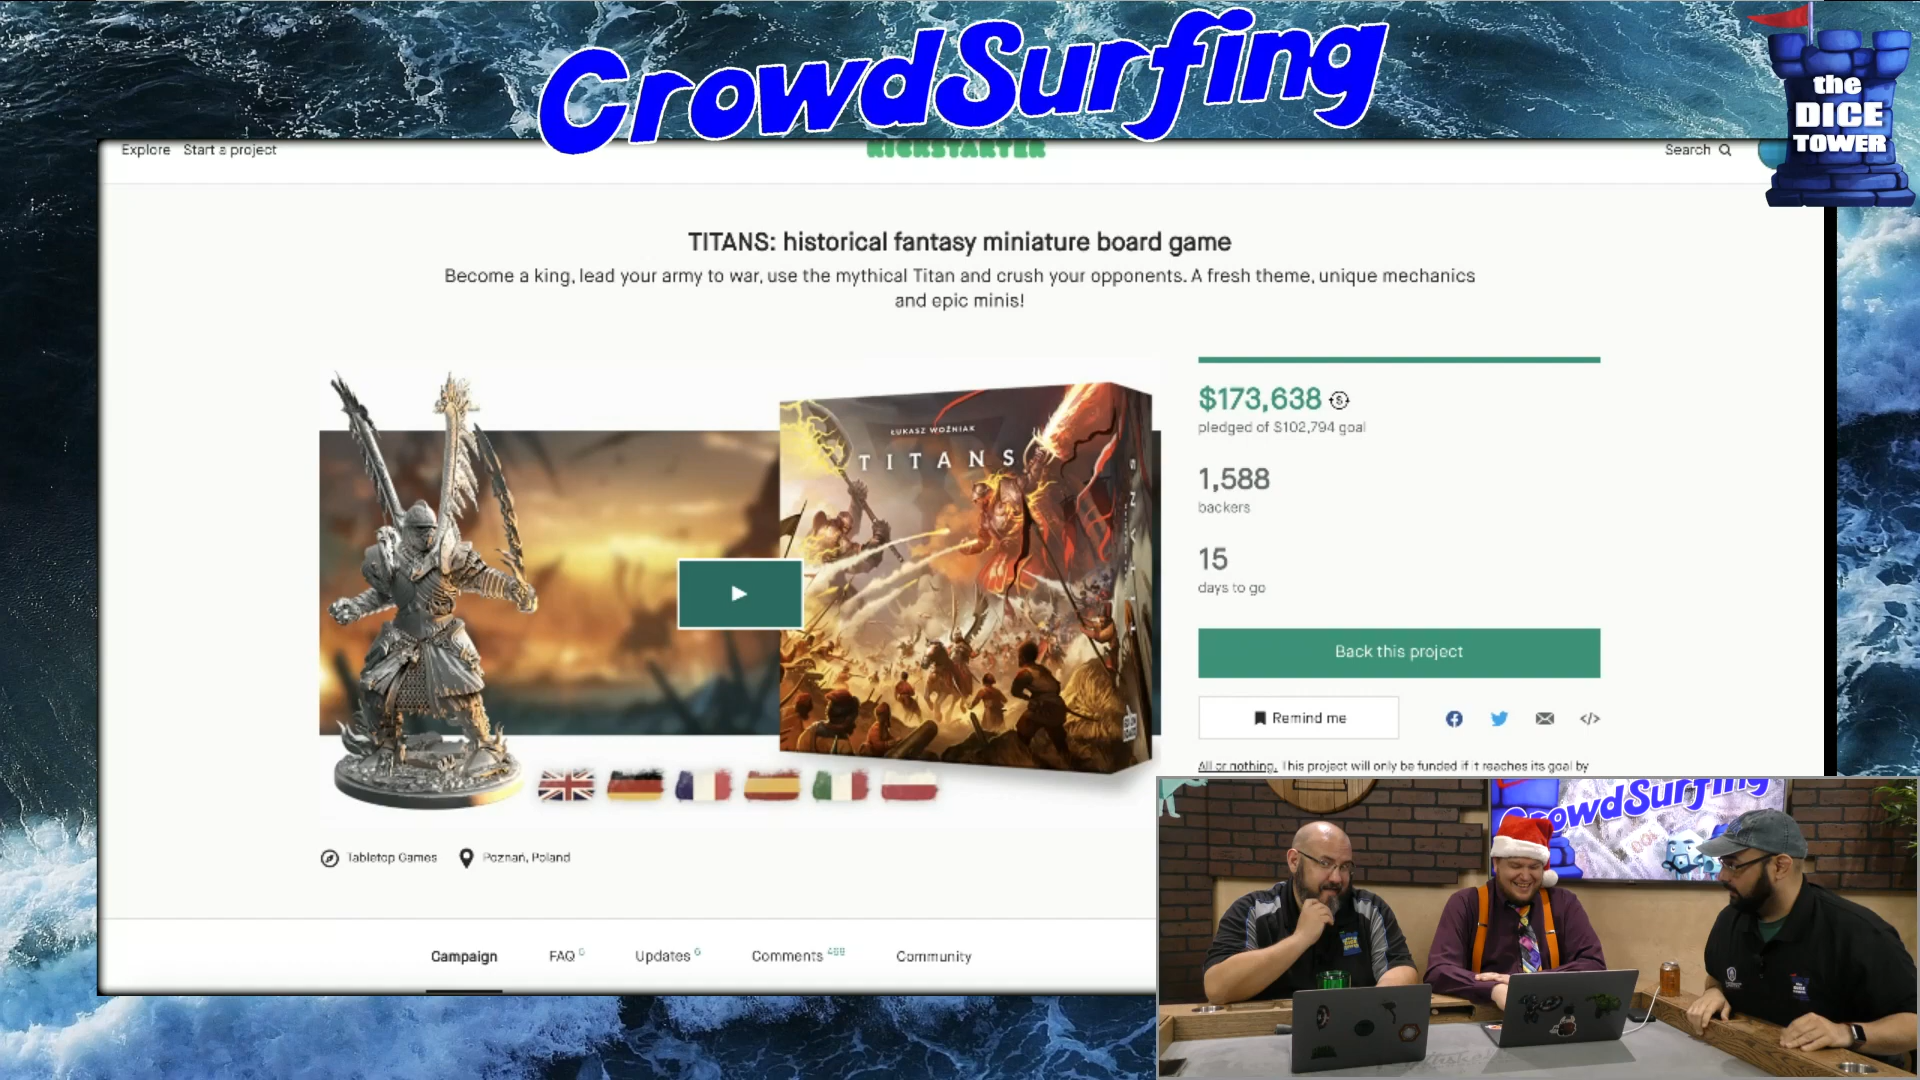 CrowdSurfing
the
DICE
TOWER
Explore Start a project
KICKSTARTER
Search
TITANS: historical fantasy miniature board game
Become a king, lead your army to war, use the mythical Titan and crush your opponents. A fresh theme, unique mechanics
and epic minis!
ŁUKASZ WOŹNIAK
TITANS
$173,638
pledged of $102,794 goal
1,588
backers
15
days to go
Back this project
Remind me
All or nothing. This project will only be funded if it reaches its goal by
Tabletop Games
Poznań, Poland
Campaign
FAQ
Updates
Comments
Community
CrowdSurfing